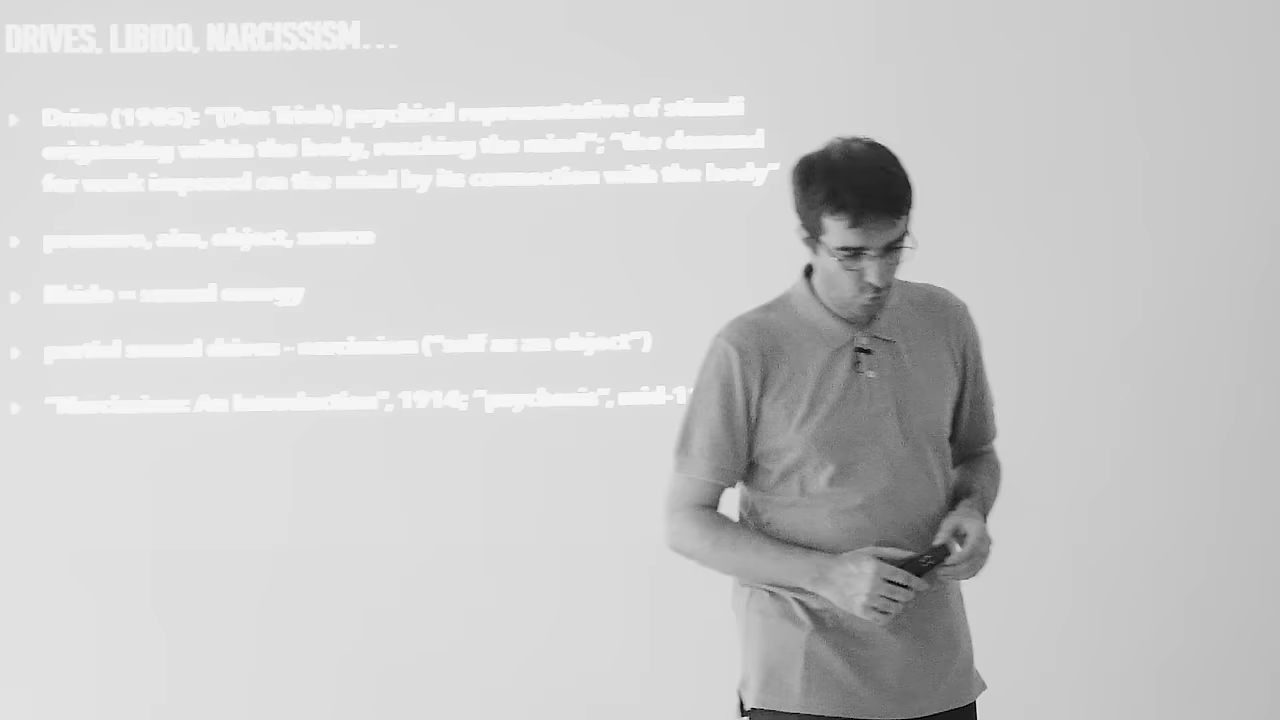 DRIVES, LIBIDO, NARCISSISM...
Drive (1905): "(Das Trieb) psychical representative of stimuli
originating within the body, reaching the mind"; "the demand
for work imposed on the mind by its connection with the body"
pressure, aim, object, source
libido = sexual energy
partial sexual drives - narcissism ("self as an object")
"Narcissism: An Introduction", 1914; "psychosis", mid-1